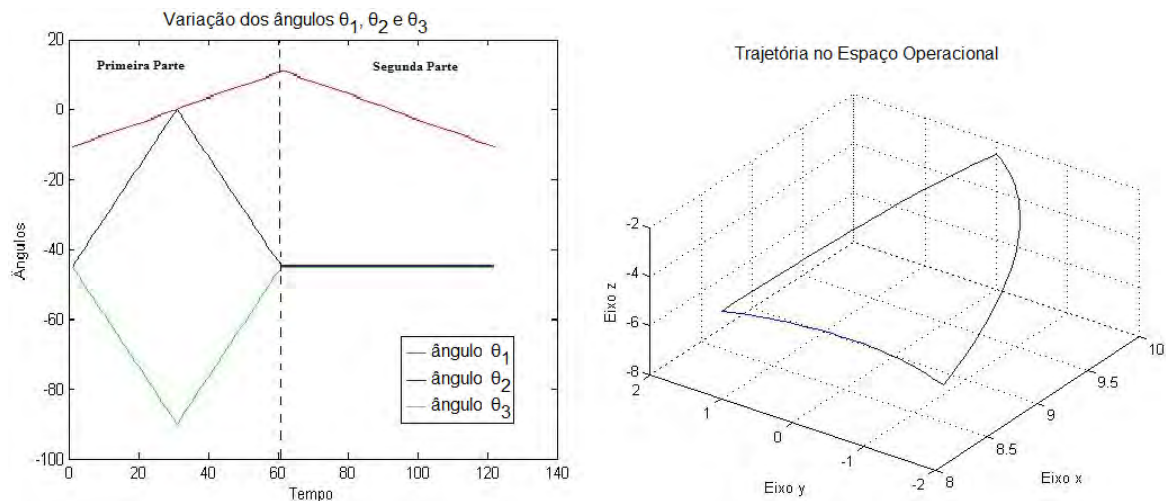 Variação dos ângulos θ1, θ2 e θ3
Primeira Parte
Segunda Parte
20
0
-20
-40
-60
-80
-100
Ângulos
0 20 40 60 80 100 120 140
Tempo
ângulo θ1
ângulo θ2
ângulo θ3
Trajetória no Espaço Operacional
-2
-4
-6
-8
Eixo z
2
1
0
-1
-2
Eixo y
8
8.5
9
9.5
10
Eixo x